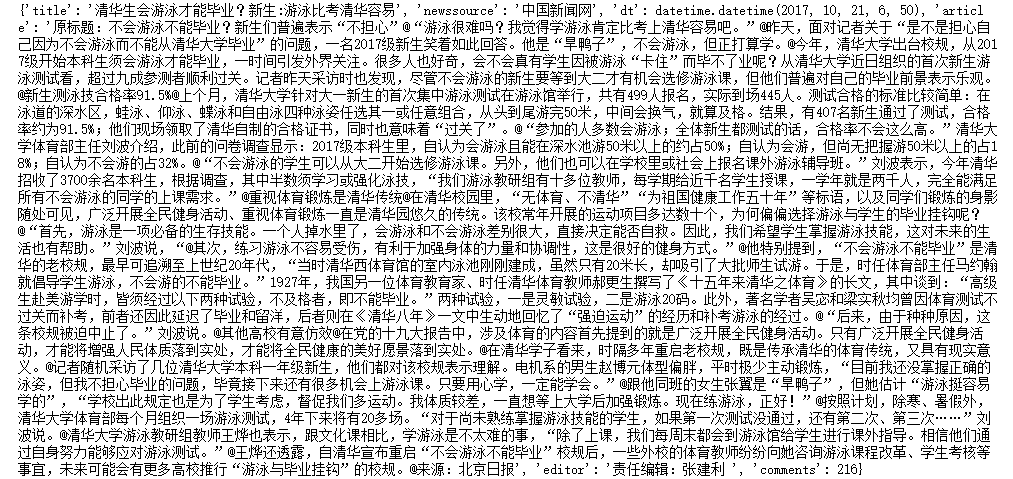 {'title': '清华生会游泳才能毕业？新生:游泳比考清华容易', 'newssource': '中国新闻网', 'dt': datetime.datetime(2017, 10, 21, 6, 50), 'articl
e': '原标题：不会游泳不能毕业？新生们普遍表示“不担心”@“游泳很难吗？我觉得学游泳肯定比考上清华容易吧。”@昨天，面对记者关于“是不是担心自
己因为不会游泳而不能从清华大学毕业”的问题，一名2017级新生笑着如此回答。他是“旱鸭子”，不会游泳，但正打算学。@今年，清华大学出台校规，从201
7级开始本科生须会游泳才能毕业，一时间引发外界关注。很多人也好奇，会不会真有学生因被游泳“卡住”而毕不了业呢？从清华大学近日组织的首次新生游
泳测试看，超过九成参测者顺利过关。记者昨天采访时也发现，尽管不会游泳的新生要等到大二才有机会选修游泳课，但他们普遍对自己的毕业前景表示乐观。
@新生测泳技合格率91.5%@上个月，清华大学针对大一新生的首次集中游泳测试在游泳馆举行，共有499人报名，实际到场445人。测试合格的标准比较简单：在
泳道的深水区，蛙泳、仰泳、蝶泳和自由泳四种泳姿任选其一或任意组合，从头到尾游完50米，中间会换气，就算及格。结果，有407名新生通过了测试，合格
率约为91.5%；他们现场领取了清华自制的合格证书，同时也意味着“过关了”。@“参加的人多数会游泳；全体新生都测试的话，合格率不会这么高。”清华大
学体育部主任刘波介绍，此前的问卷调查显示：2017级本科生里，自认为会游泳且能在深水池游50米以上的约占50%；自认为会游，但尚无把握游50米以上的占1
8%；自认为不会游的占32%。@“不会游泳的学生可以从大二开始选修游泳课。另外，他们也可以在学校里或社会上报名课外游泳辅导班。”刘波表示，今年清华
招收了3700余名本科生，根据调查，其中半数须学习或强化泳技，“我们游泳教研组有十多位教师，每学期给近千名学生授课，一学年就是两千人，完全能满足
所有不会游泳的同学的上课需求。”@重视体育锻炼是清华传统@在清华校园里，“无体育、不清华”“为祖国健康工作五十年”等标语，以及同学们锻炼的身影
随处可见，广泛开展全民健身活动、重视体育锻炼一直是清华园悠久的传统。该校常年开展的运动项目多达数十个，为何偏偏选择游泳与学生的毕业挂钩呢？
@“首先，游泳是一项必备的生存技能。一个人掉水里了，会游泳和不会游泳差别很大，直接决定能否自救。因此，我们希望学生掌握游泳技能，这对未来的生
活也有帮助。”刘波说，“@其次，练习游泳不容易受伤，有利于加强身体的力量和协调性，这是很好的健身方式。”@他特别提到，“不会游泳不能毕业”是清
华的老校规，最早可追溯至上世纪20年代，“当时清华西体育馆的室内泳池刚刚建成，虽然只有20米长，却吸引了大批师生试游。于是，时任体育部主任马约翰
就倡导学生游泳，不会游的不能毕业。”1927年，我国另一位体育教育家、时任清华体育教师郝更生撰写了《十五年来清华之体育》的长文，其中谈到：“高级
生赴美游学时，皆须经过以下两种试验，不及格者，即不能毕业。”两种试验，一是灵敏试验，二是游泳20码。此外，著名学者吴宓和梁实秋均曾因体育测试不
过关而补考，前者还因此延迟了毕业和留洋，后者则在《清华八年》一文中生动地回忆了“强迫运动”的经历和补考游泳的经过。@“后来，由于种种原因，这
条校规被迫中止了。”刘波说。@其他高校有意仿效@在党的十九大报告中，涉及体育的内容首先提到的就是广泛开展全民健身活动。只有广泛开展全民健身活
动，才能将增强人民体质落到实处，才能将全民健康的美好愿景落到实处。@在清华学子看来，时隔多年重启老校规，既是传承清华的体育传统，又具有现实意
义。@记者随机采访了几位清华大学本科一年级新生，他们都对该校规表示理解。电机系的男生赵博元体型偏胖，平时极少主动锻炼，“目前我还没掌握正确的
泳姿，但我不担心毕业的问题，毕竟接下来还有很多机会上游泳课。只要用心学，一定能学会。”@跟他同班的女生张翼是“旱鸭子”，但她估计“游泳挺容易
学的”，“学校出此规定也是为了学生考虑，督促我们多运动。我体质较差，一直想等上大学后加强锻炼。现在练游泳，正好！”@按照计划，除寒、暑假外，
清华大学体育部每个月组织一场游泳测试，4年下来将有20多场。“对于尚未熟练掌握游泳技能的学生，如果第一次测试没通过，还有第二次、第三次……”刘
波说。@清华大学游泳教研组教师王烨也表示，跟文化课相比，学游泳是不太难的事，“除了上课，我们每周末都会到游泳馆给学生进行课外指导。相信他们通
过自身努力能够应对游泳测试。”@王烨还透露，自清华宣布重启“不会游泳不能毕业”校规后，一些外校的体育教师纷纷向她咨询游泳课程改革、学生考核等
事宜，未来可能会有更多高校推行“游泳与毕业挂钩”的校规。@来源：北京日报', 'editor': '责任编辑：张建利 ', 'comments': 216}